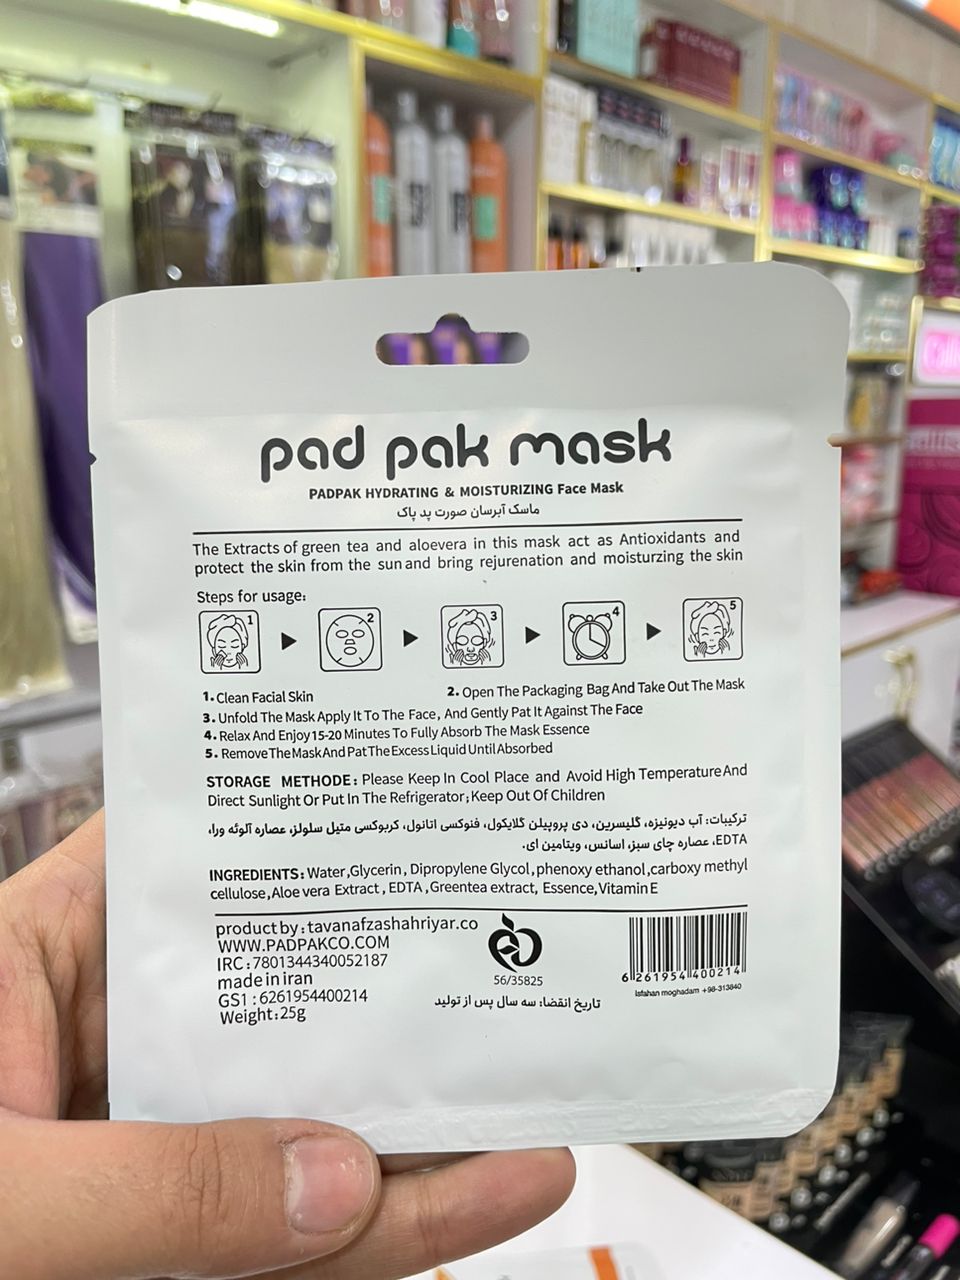 pad pak mask
PADPAK HYDRATING & MOISTURIZING Face Mask
ماسک آبرسان صورت پد پاک
The Extracts of green tea and aloevera in this mask act as Antioxidants and
protect the skin from the sun and bring rejurenation and moisturzing the skin
Steps for usage:
1 2 3 4 5
1. Clean Facial Skin
2. Open The Packaging Bag And Take Out The Mask
3. Unfold The Mask Apply It To The Face, And Gently Pat It Against The Face
4. Relax And Enjoy 15-20 Minutes To Fully Absorb The Mask Essence
5. Remove The Mask And Pat The Excess Liquid Until Absorbed
STORAGE METHODE: Please Keep In Cool Place and Avoid High Temperature And
Direct Sunlight Or Put In The Refrigerator; Keep Out Of Children
ترکیبات: آب دیونیزه، گلیسرین، دی پروپیلن گلایکول، فنوکسی اتانول، کربوکسی متیل سلولز، عصاره آلوئه ورا،
EDTA، عصاره چای سبز، اسانس، ویتامین ای.
INGREDIENTS: Water, Glycerin, Dipropylene Glycol, phenoxy ethanol, carboxy methyl
cellulose, Aloe vera Extract, EDTA, Greentea extract, Essence, Vitamin E
product by: tavanafzashahriyar.co
WWW.PADPAKCO.COM
IRC: 7801344340052187
made in iran
GS1: 6261954400214
Weight: 25g
56/35825
تاریخ انقضا: سه سال پس از تولید
6 261954 400214
Isfahan moghadam +98-313840